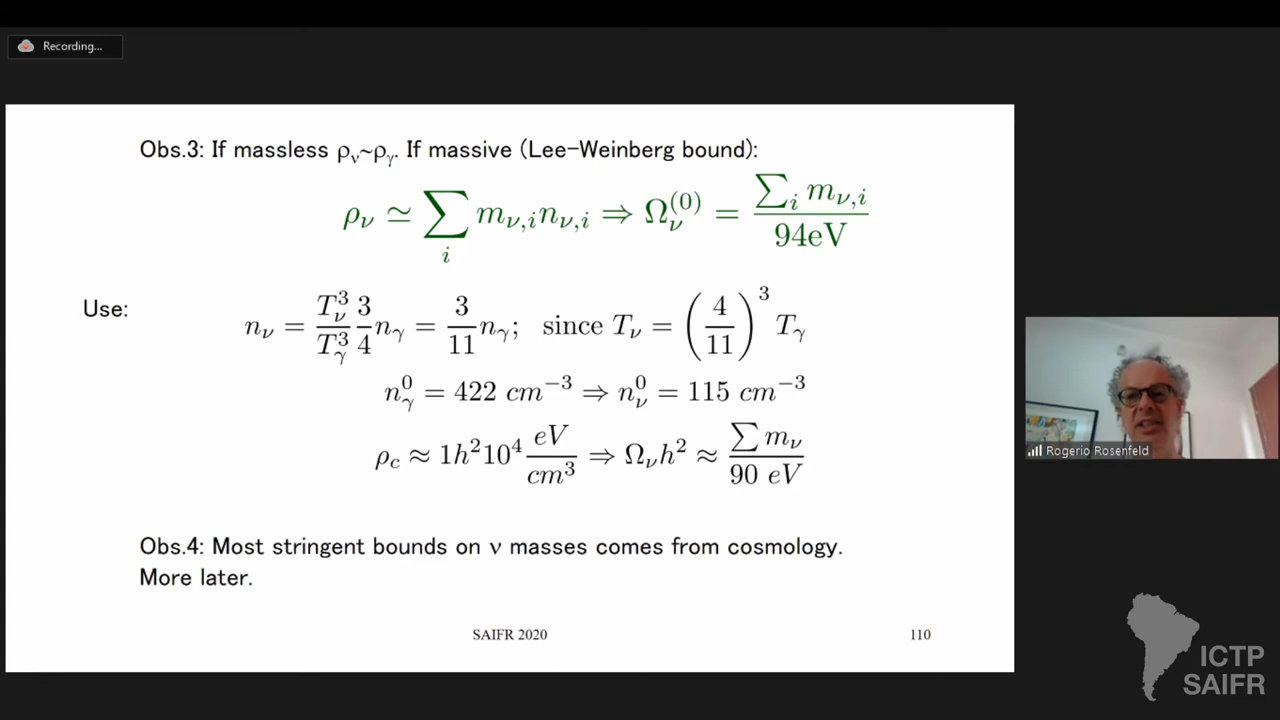 Recording...
Obs.3: If massless ρ_ν~ρ_γ. If massive (Lee-Weinberg bound):
ρ_ν ≃ ∑_i m_{ν,i} n_{ν,i} ⇒ Ω_ν^{(0)} = ∑_i m_{ν,i} / 94eV
Use:
n_ν = T_ν^3/T_γ^3 3/4 n_γ = 3/11 n_γ; since T_ν = (4/11)^3 T_γ
n_γ^0 = 422 cm^{-3} ⇒ n_ν^0 = 115 cm^{-3}
ρ_c ≈ 1h^2 10^4 eV/cm^3 ⇒ Ω_ν h^2 ≈ ∑ m_ν / 90 eV
Obs.4: Most stringent bounds on ν masses comes from cosmology.
More later.
SAIFR 2020
110
Rogerio Rosenfeld
ICTP
SAIFR